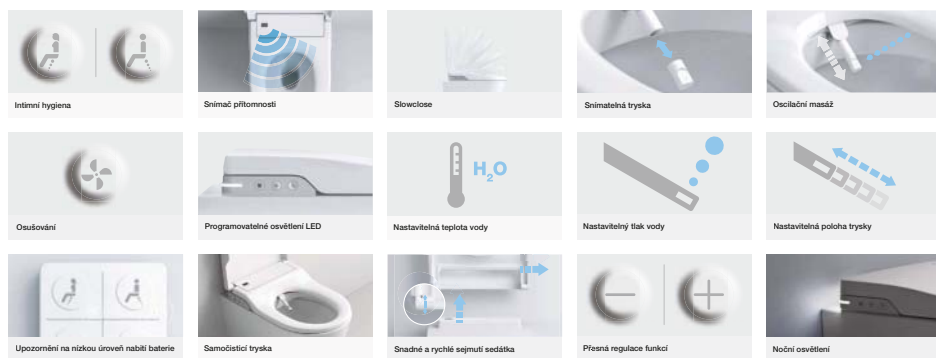 Intimní hygiena
Snímač přítomnosti
Slowclose
Snímatelná tryska
Oscilační masáž
H₂O
Osušování
Programovatelné osvětlení LED
Nastavitelná teplota vody
Nastavitelný tlak vody
Nastavitelná poloha trysky
Upozornění na nízkou úroveň nabití baterie
Samočisticí tryska
Snadné a rychlé sejmutí sedátka
Přesná regulace funkcí
Noční osvětlení